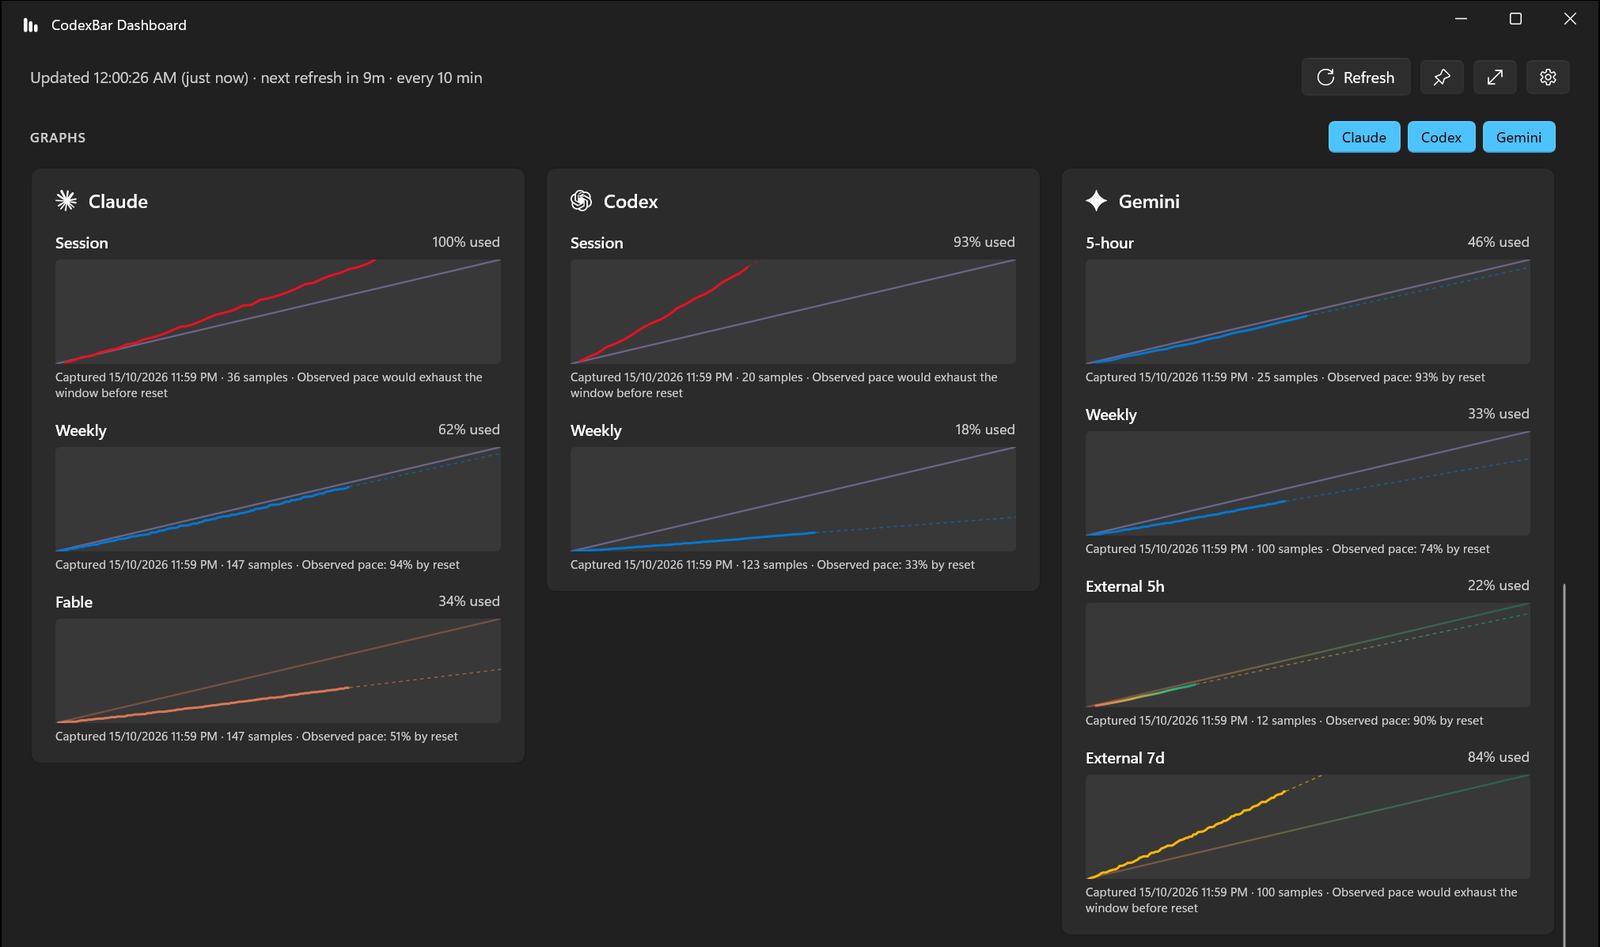 CodexBar Dashboard
Updated 12:00:26 AM (just now) · next refresh in 9m · every 10 min
Refresh
GRAPHS
Claude
Codex
Gemini
Claude
Session
100% used
Captured 15/10/2026 11:59 PM · 36 samples · Observed pace would exhaust the
window before reset
Weekly
62% used
Captured 15/10/2026 11:59 PM · 147 samples · Observed pace: 94% by reset
Fable
34% used
Captured 15/10/2026 11:59 PM · 147 samples · Observed pace: 51% by reset
Codex
Session
93% used
Captured 15/10/2026 11:59 PM · 20 samples · Observed pace would exhaust the
window before reset
Weekly
18% used
Captured 15/10/2026 11:59 PM · 123 samples · Observed pace: 33% by reset
Gemini
5-hour
46% used
Captured 15/10/2026 11:59 PM · 25 samples · Observed pace: 93% by reset
Weekly
33% used
Captured 15/10/2026 11:59 PM · 100 samples · Observed pace: 74% by reset
External 5h
22% used
Captured 15/10/2026 11:59 PM · 12 samples · Observed pace: 90% by reset
External 7d
84% used
Captured 15/10/2026 11:59 PM · 100 samples · Observed pace would exhaust the
window before reset